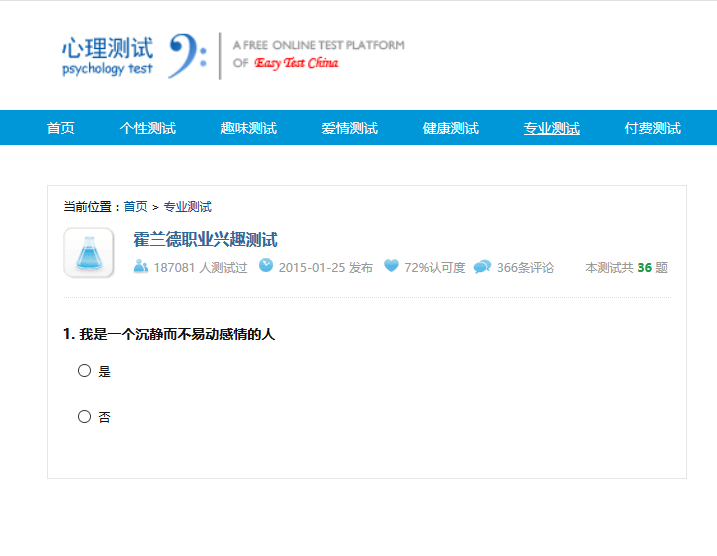 心理测试
psychology test
A FREE ONLINE TEST PLATFORM
OF Easy Test China
首页 个性测试 趣味测试 爱情测试 健康测试 专业测试 付费测试
当前位置：首页 > 专业测试
霍兰德职业兴趣测试
187081 人测试过 2015-01-25 发布 72%认可度 366条评论 本测试共 36 题
1. 我是一个沉静而不易动感情的人
是
否